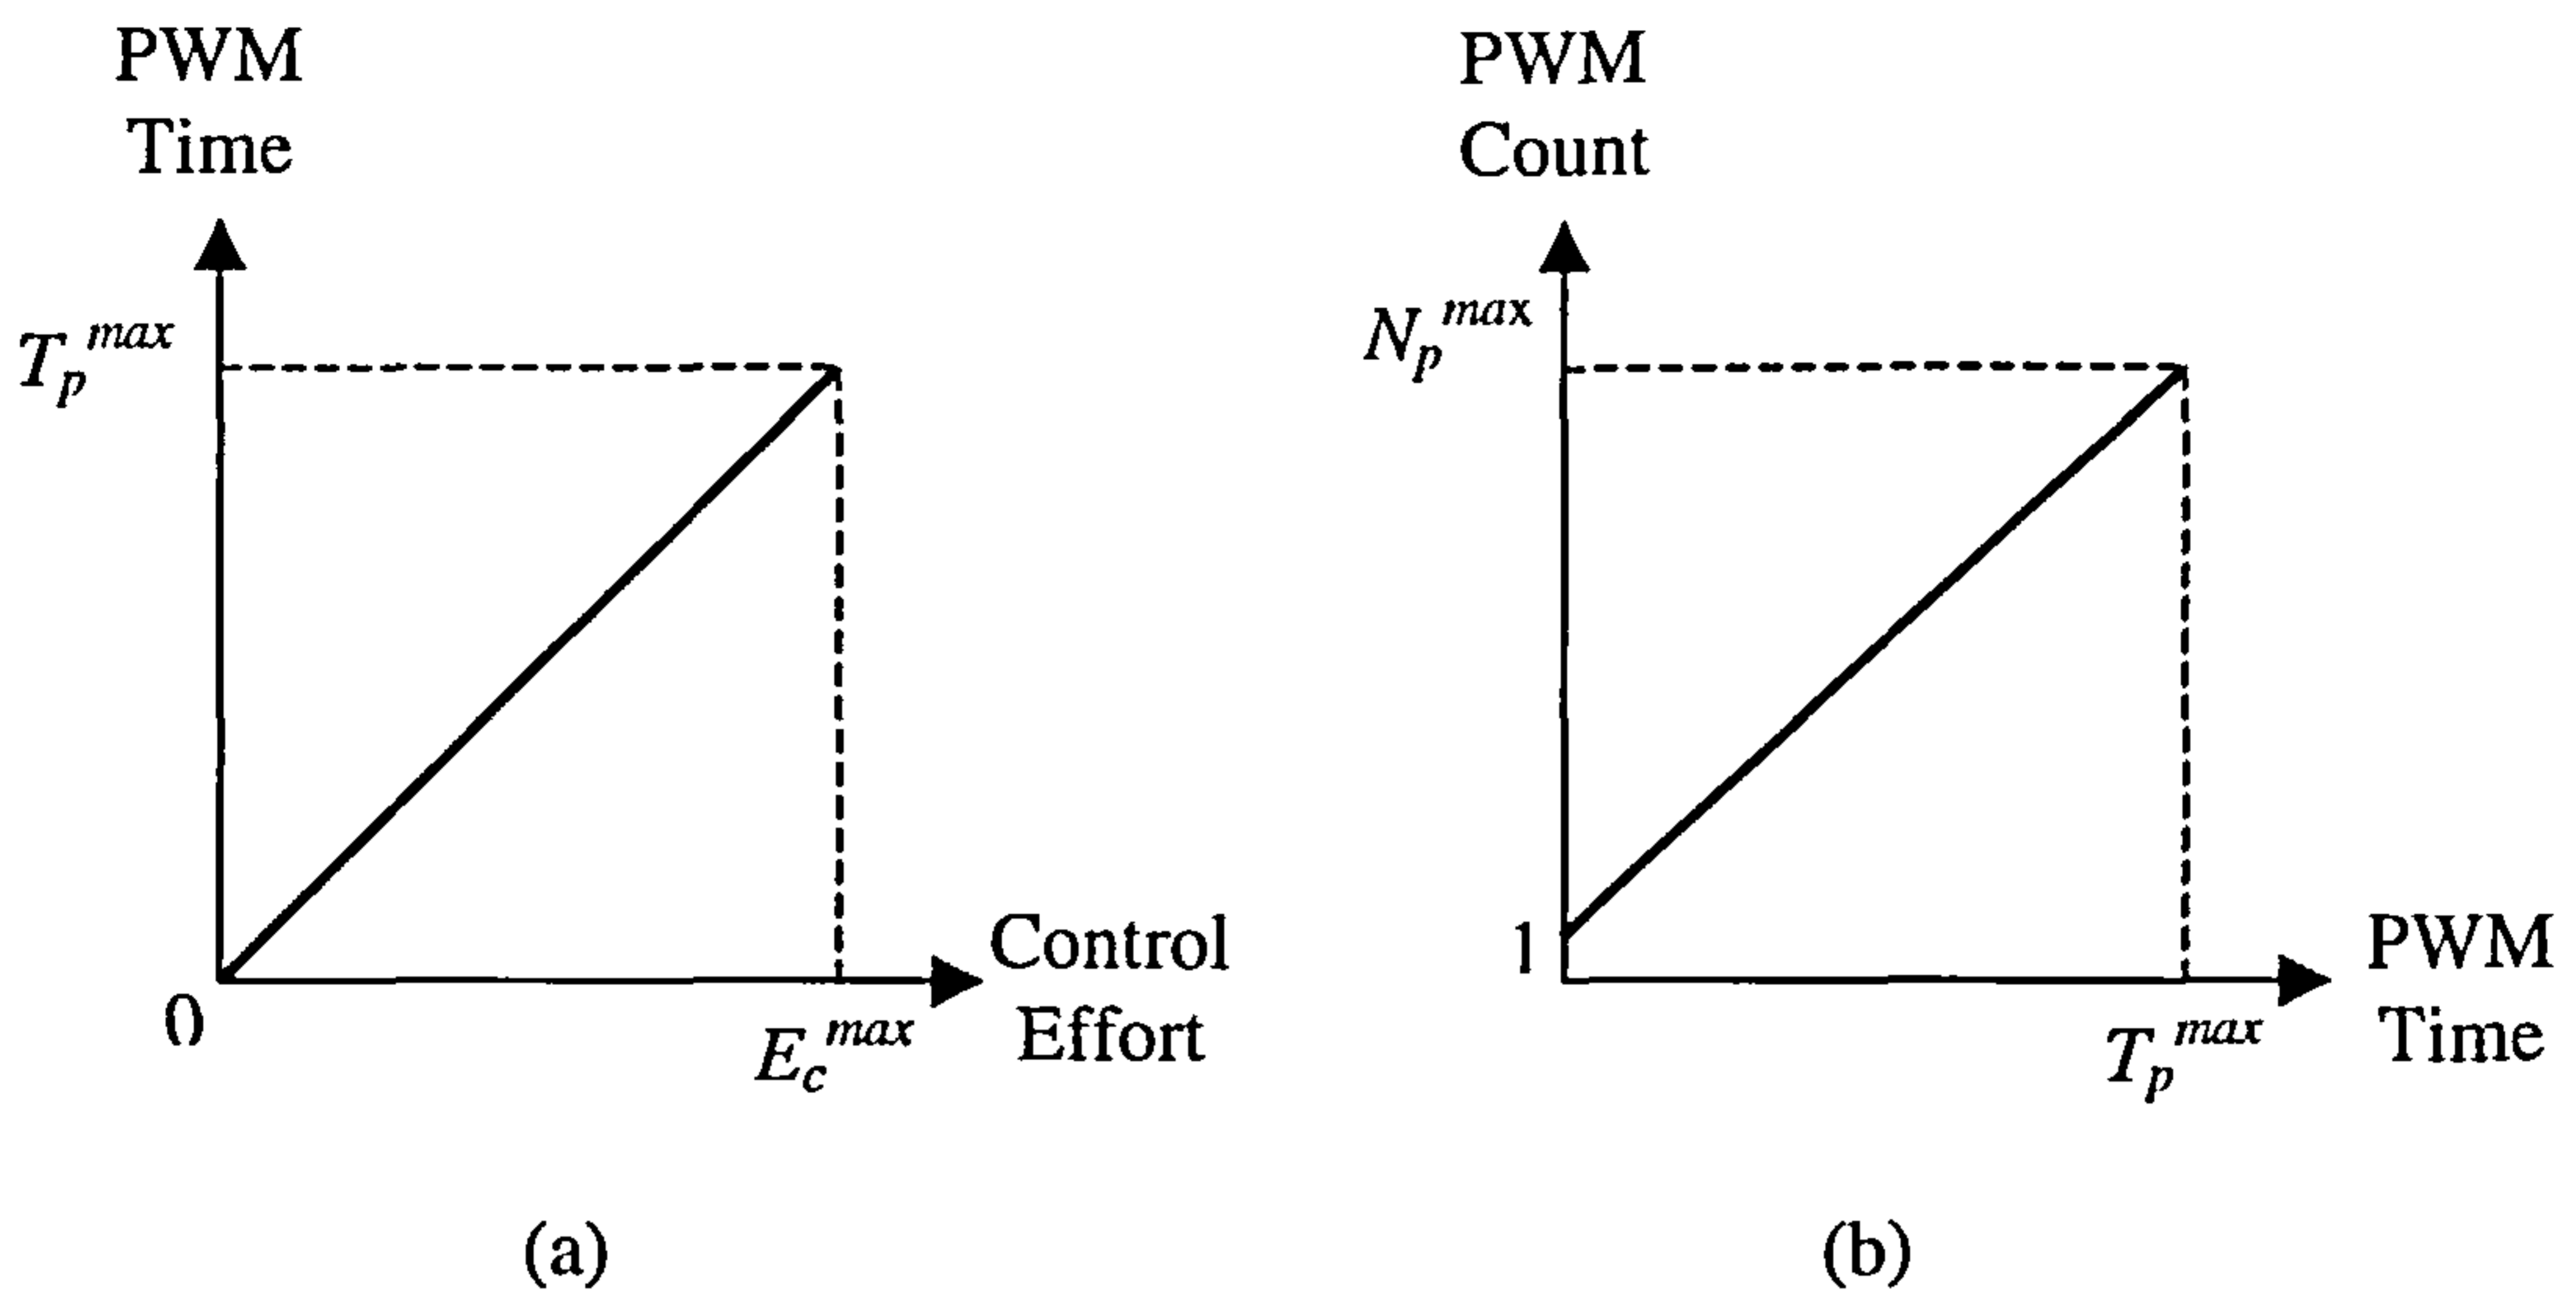 PWM
Time
T_p^max
0
E_c^max
Control
Effort
(a)
PWM
Count
N_p^max
1
T_p^max
PWM
Time
(b)